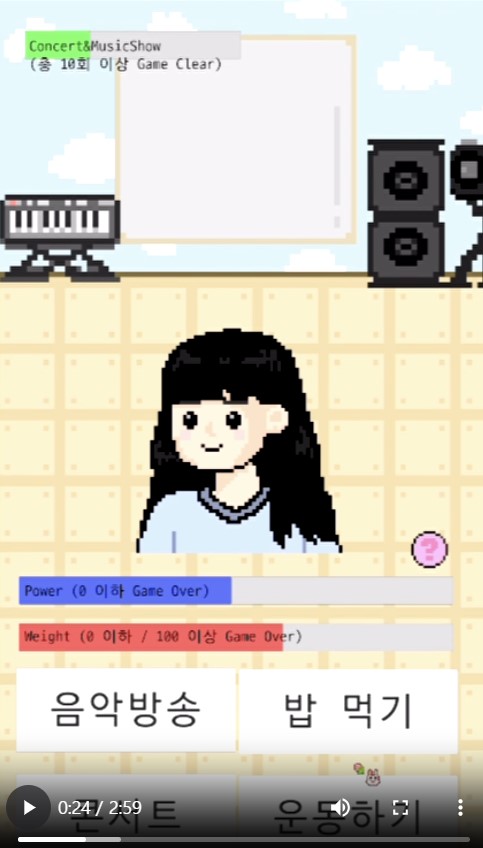 Concert&MusicShow
(총 10회 이상 Game Clear)
?
Power (0 이하 Game Over)
Weight (0 이하 / 100 이상 Game Over)
음악방송 밥 먹기
콘서트 운동하기
0:24 / 2:59